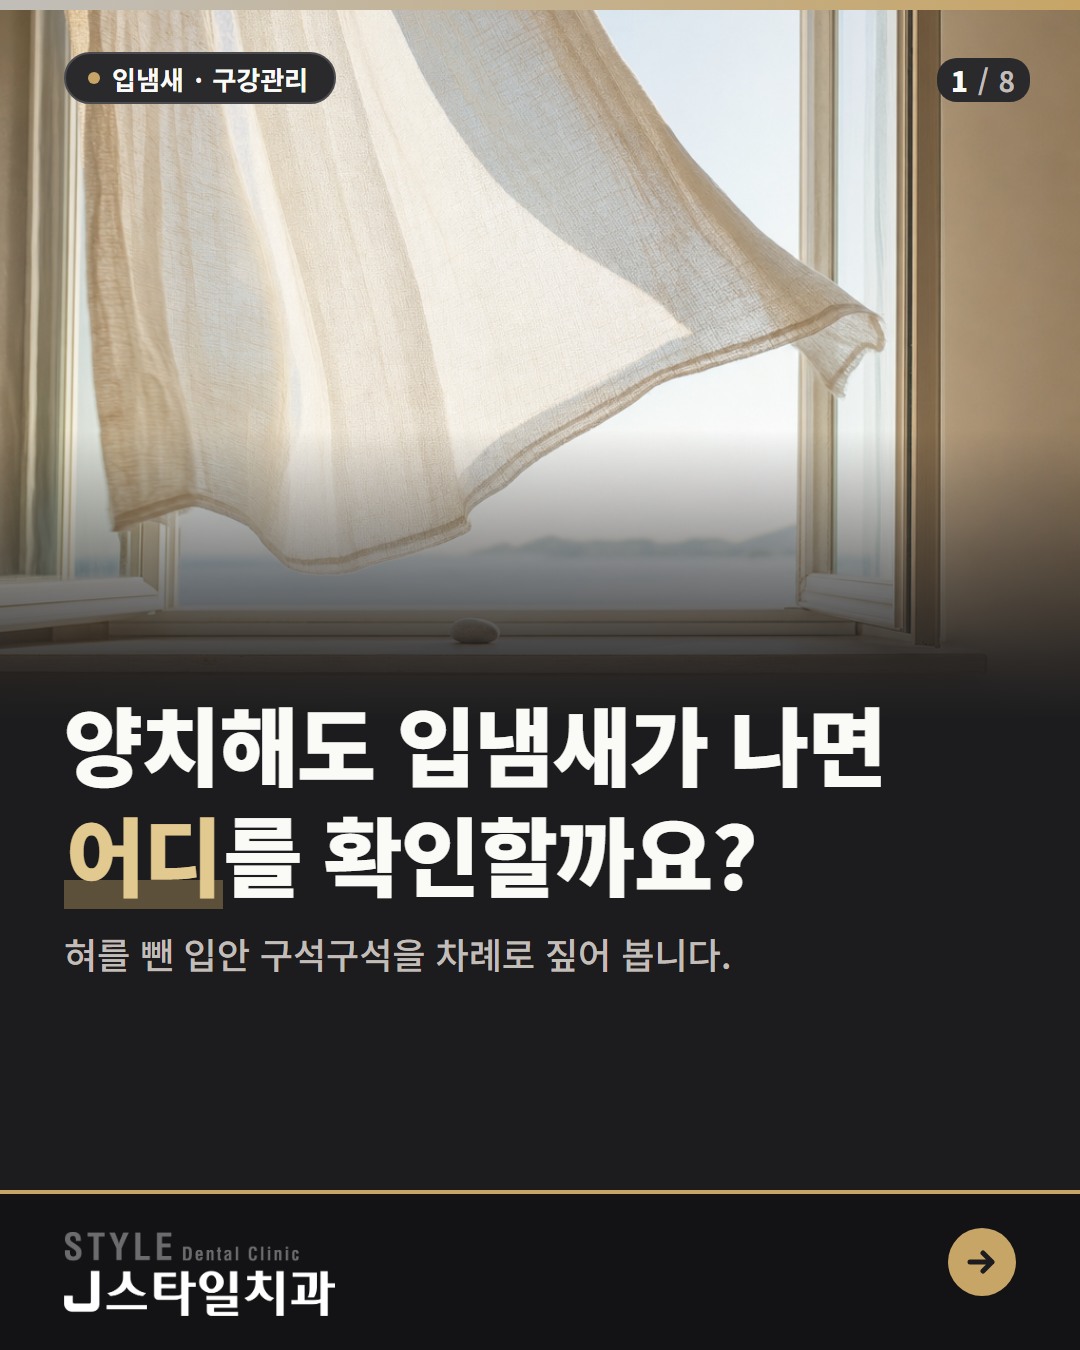 입냄새 · 구강관리
1 / 8
양치해도 입냄새가 나면
어디를 확인할까요?
혀를 뺀 입안 구석구석을 차례로 짚어 봅니다.
STYLE Dental Clinic
J스타일치과